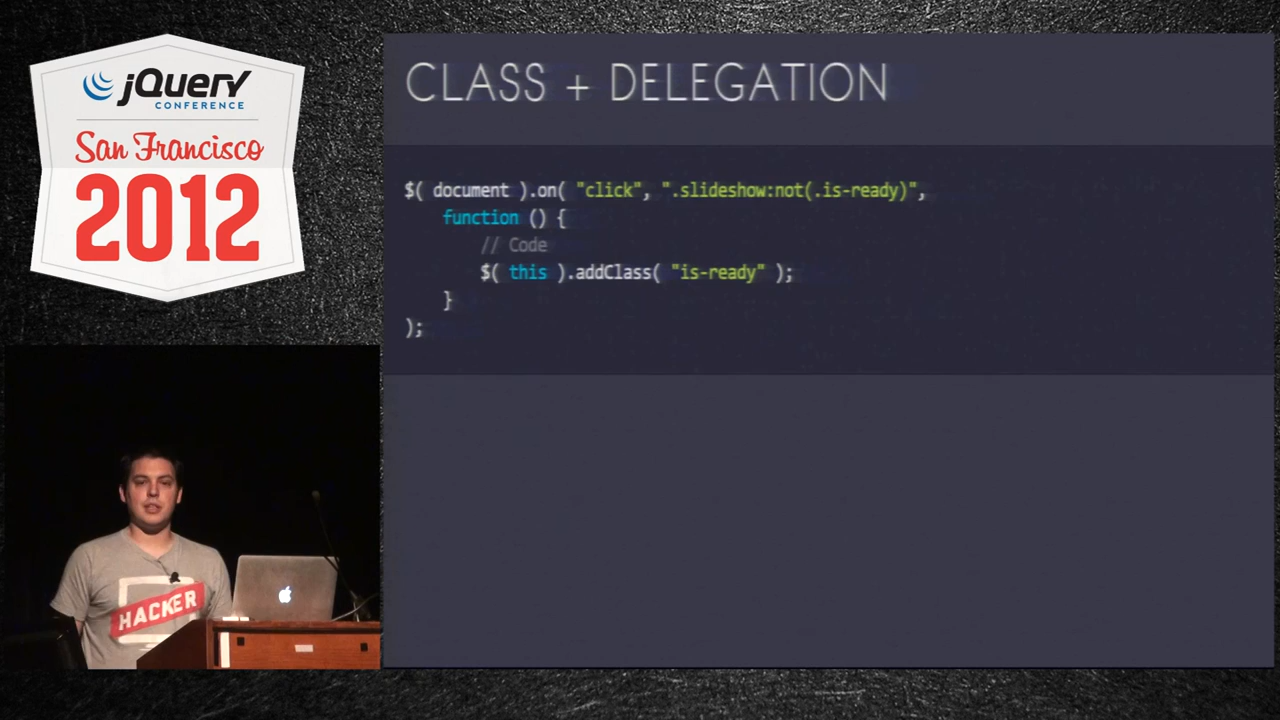 jQuery
CONFERENCE
San Francisco
2012
CLASS + DELEGATION
$( document ).on( "click", ".slideshow:not(.is-ready)",
function () {
// Code
$( this ).addClass( "is-ready" );
}
);
HACKER